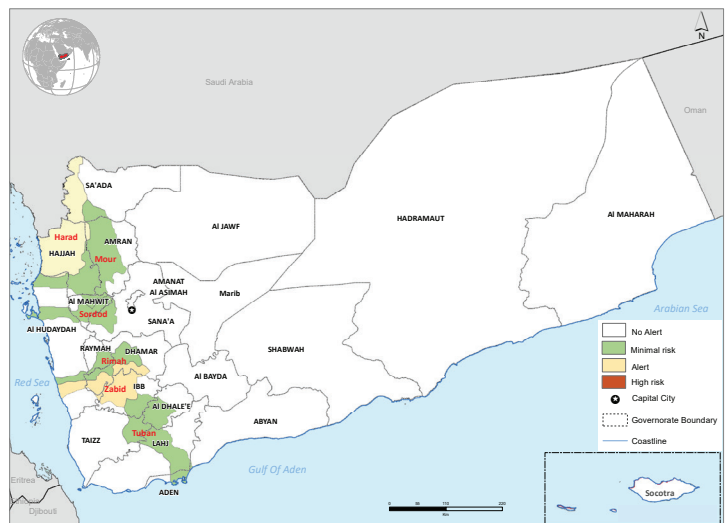 N
Saudi Arabia
Oman
SA'ADA
Al JAWF
HADRAMAUT
Al MAHARAH
Harad
HAJJAH
AMRAN
Mour
AMANAT
Al ASIMAH
Marib
Al MAHWIT
Sordod
SANA'A
Al HUDAYDAH
Arabian Sea
RAYMAH
DHAMAR
SHABWAH
Rimah
Red Sea
Zabid
IBB
Al BAYDA
Al DHALE'E
ABYAN
TAIZZ
Tuban
LAHJ
Gulf Of Aden
ADEN
Eritrea
Djibouti
No Alert
Minimal risk
Alert
High risk
Capital City
Governorate Boundary
Coastline
Socotra
0
220